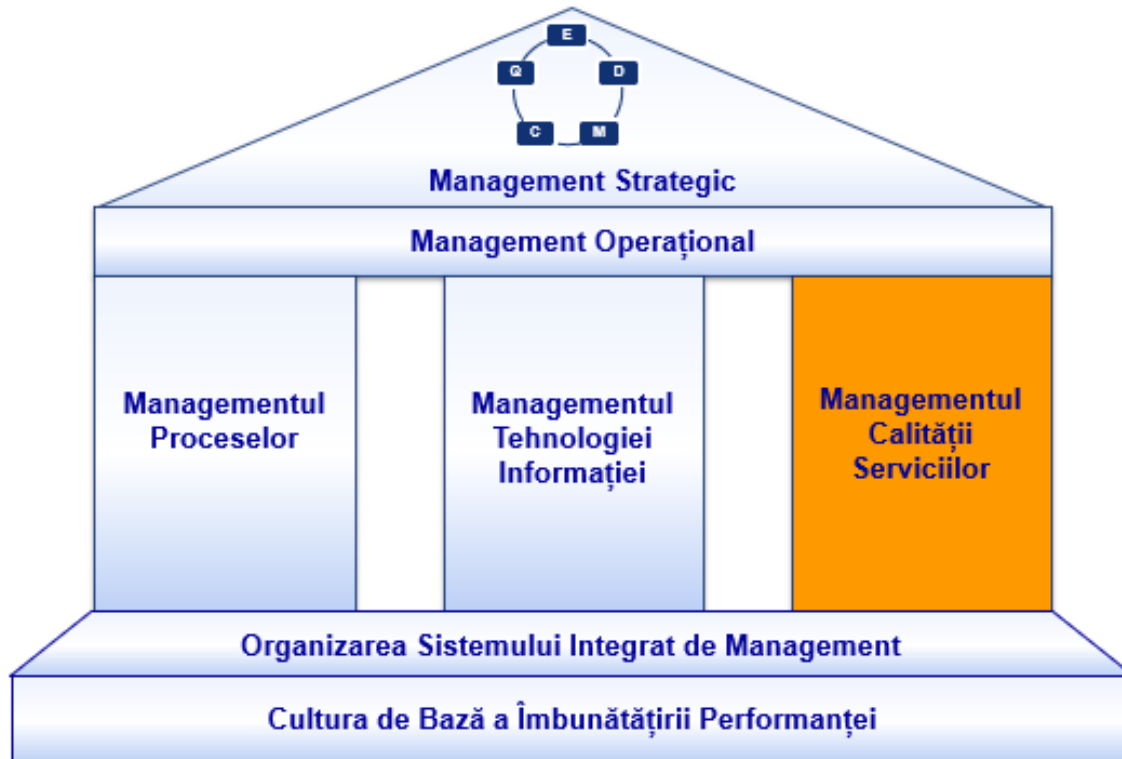 E
Q
D
C
M
Management Strategic
Management Operațional
Managementul
Proceselor
Managementul
Tehnologiei
Informației
Managementul
Calității
Serviciilor
Organizarea Sistemului Integrat de Management
Cultura de Bază a Îmbunătățirii Performanței